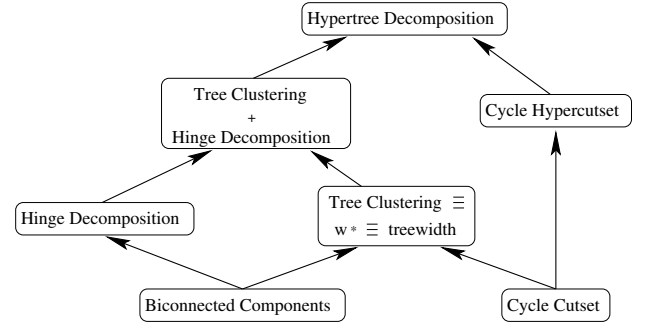 Hypertree Decomposition
Tree Clustering
+
Hinge Decomposition
Cycle Hypercutset
Hinge Decomposition
Tree Clustering ≡
w* ≡ treewidth
Biconnected Components
Cycle Cutset